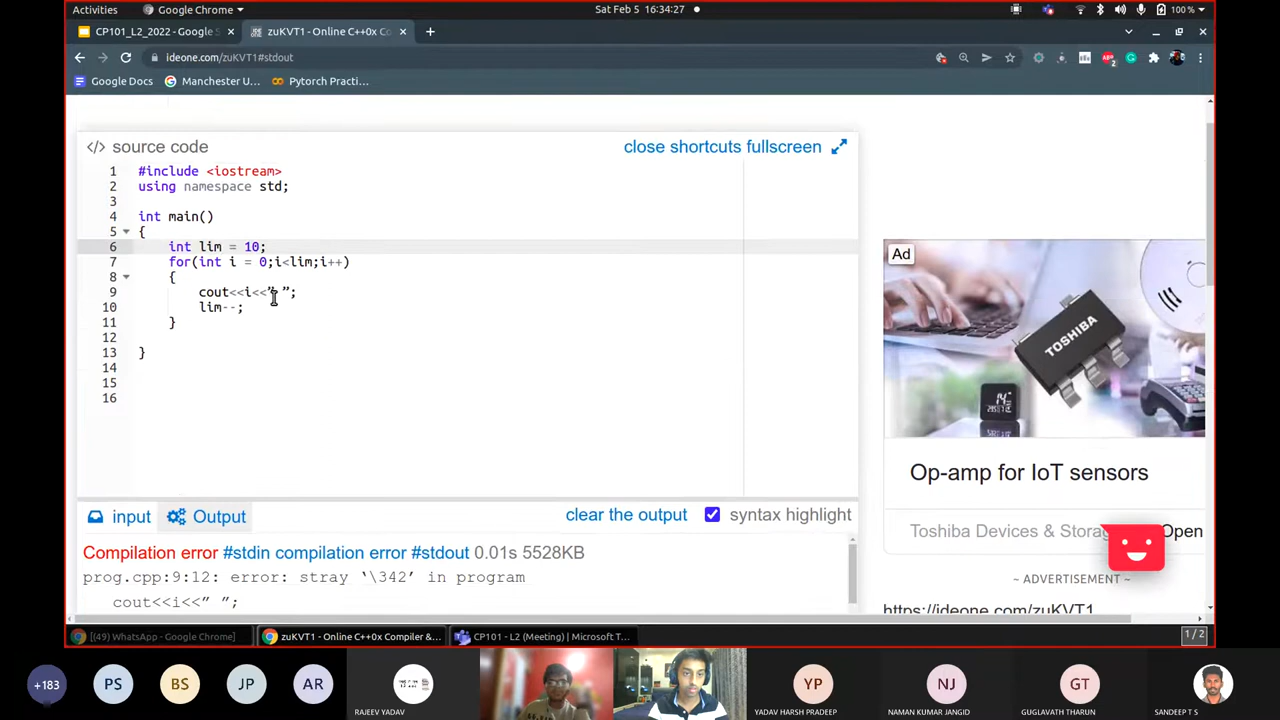 Activities
Google Chrome
Sat Feb 5 16:34:27
100 %
CP101_L2_2022 - Google S
zuKVT1 - Online C++0x Co
ideone.com/zuKVT1#stdout
Google Docs
Manchester U...
Pytorch Practi...
</> source code
close shortcuts fullscreen
1 #include <iostream>
2 using namespace std;
3
4 int main()
5 {
6 int lim = 10;
7 for(int i = 0;i<lim;i++)
8 {
9 cout<<i<<” ”;
10 lim--;
11 }
12
13 }
14
15
16
Ad
TOSHIBA
Op-amp for IoT sensors
Toshiba Devices & Storag
Open
~ ADVERTISEMENT ~
https://ideone.com/zuKVT1
input
Output
clear the output
syntax highlight
Compilation error #stdin compilation error #stdout 0.01s 5528KB
prog.cpp:9:12: error: stray ‘\342’ in program
cout<<i<<” ”;
[(49) WhatsApp - Google Chrome]
zuKVT1 - Online C++0x Compiler &...
CP101 - L2 (Meeting) | Microsoft T...
1 / 2
+183
PS
BS
JP
AR
RAJEEV YADAV
YP
YADAV HARSH PRADEEP
NJ
NAMAN KUMAR JANGID
GT
GUGLAVATH THARUN
SANDEEP T S